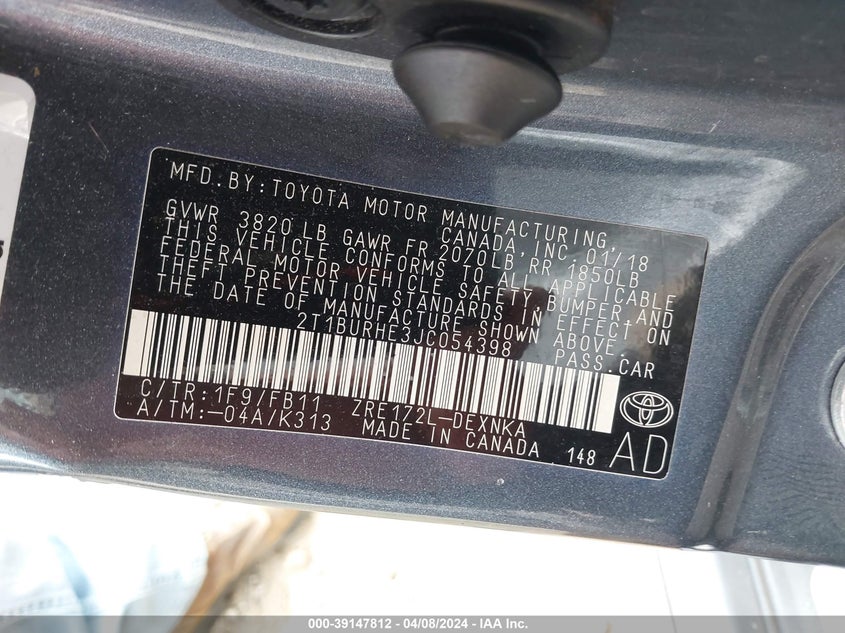 MFD.BY:TOYOTA MOTOR MANUFACTURING,
CANADA, INC. 01/18
GVWR 3820 LB GAWR FR 2070LB, RR 1850LB
THIS VEHICLE CONFORMS TO ALL APPLICABLE
FEDERAL MOTOR VEHICLE SAFETY BUMPER AND
THEFT PREVENTION STANDARDS IN EFFECT ON
THE DATE OF MANUFACTURE SHOWN ABOVE.
2T1BURHE3JC054398 PASS.CAR
C/TR:1F9/FB11 ZRE172L-DEXNKA
A/TM:-04A/K313 MADE IN CANADA 148 AD
000-39147812 - 04/08/2024 - IAA Inc.